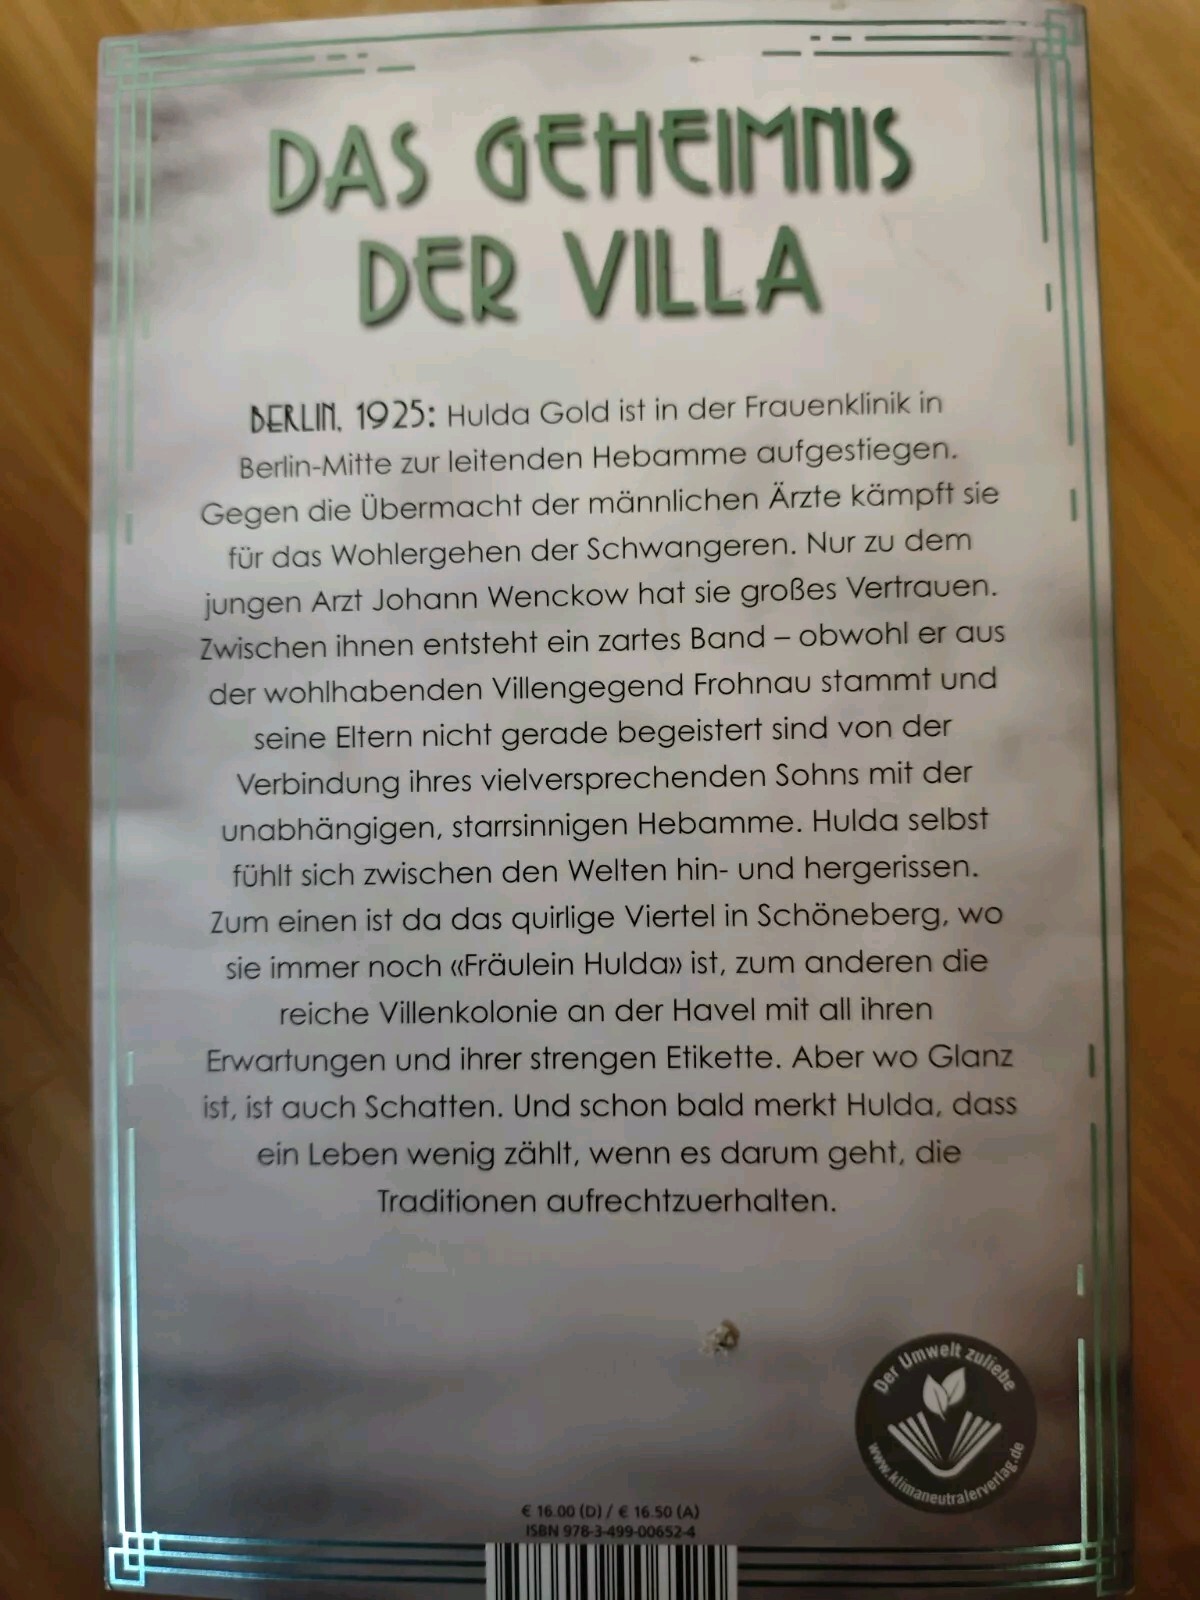 DAS GEHEIMNIS
DER VILLA
BERLIN, 1925: Hulda Gold ist in der Frauenklinik in
Berlin-Mitte zur leitenden Hebamme aufgestiegen.
Gegen die Übermacht der männlichen Ärzte kämpft sie
für das Wohlergehen der Schwangeren. Nur zu dem
jungen Arzt Johann Wenckow hat sie großes Vertrauen.
Zwischen ihnen entsteht ein zartes Band – obwohl er aus
der wohlhabenden Villengegend Frohnau stammt und
seine Eltern nicht gerade begeistert sind von der
Verbindung ihres vielversprechenden Sohns mit der
unabhängigen, starrsinnigen Hebamme. Hulda selbst
fühlt sich zwischen den Welten hin- und hergerissen.
Zum einen ist da das quirlige Viertel in Schöneberg, wo
sie immer noch «Fräulein Hulda» ist, zum anderen die
reiche Villenkolonie an der Havel mit all ihren
Erwartungen und ihrer strengen Etikette. Aber wo Glanz
ist, ist auch Schatten. Und schon bald merkt Hulda, dass
ein Leben wenig zählt, wenn es darum geht, die
Traditionen aufrechtzuerhalten.
Der Umwelt zuliebe
www.klimaneutralerverlag.de
€ 16.00 (D) / € 16.50 (A)
ISBN 978-3-499-00652-4